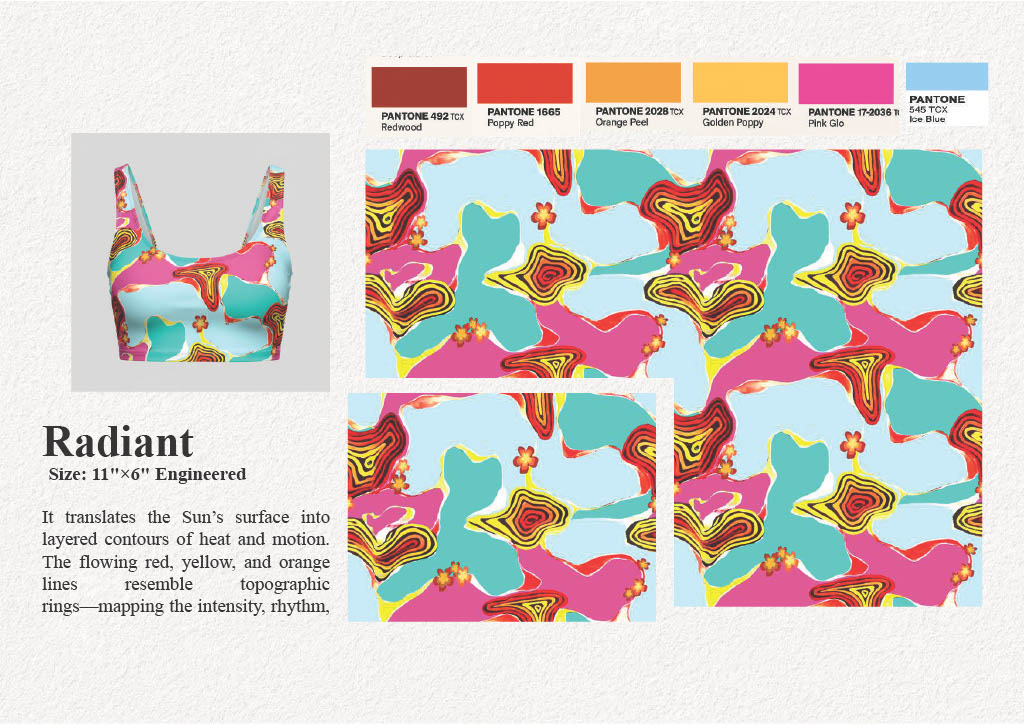 PANTONE 492 TCX
Redwood
PANTONE 1665
Poppy Red
PANTONE 2028 TCX
Orange Peel
PANTONE 2024 TCX
Golden Poppy
PANTONE 17-2036
Pink Glo
PANTONE
545 TCX
Ice Blue
Radiant
Size: 11"×6" Engineered
It translates the Sun’s surface into
layered contours of heat and motion.
The flowing red, yellow, and orange
lines resemble topographic
rings—mapping the intensity, rhythm,